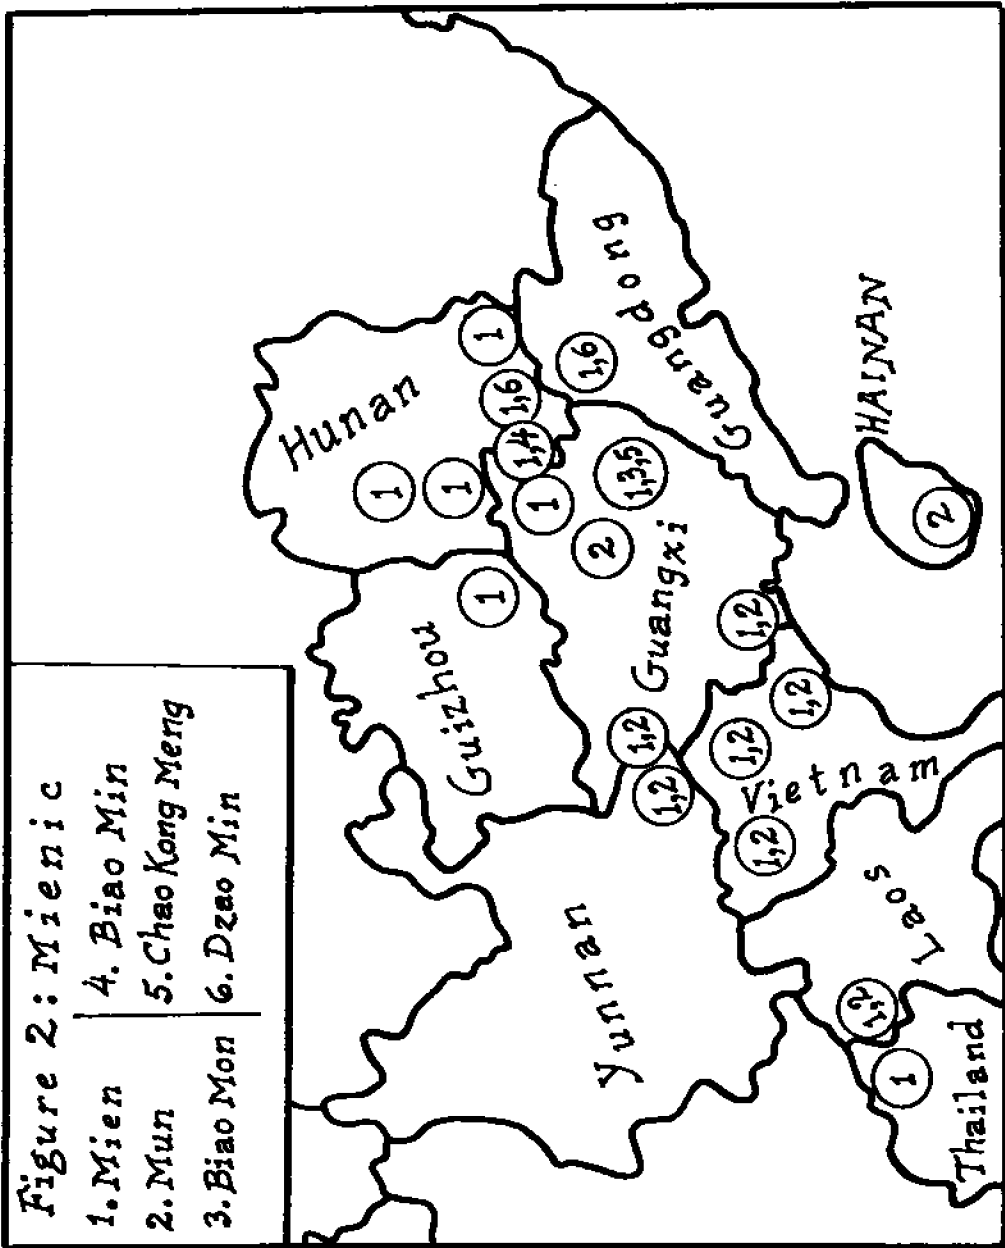 Figure 2: Mienic
1. Mien
2. Mun
3. Biao Mon
4. Biao Min
5. Chao Kong Meng
6. Dzao Min
Hunan
1
1,6
1,4
1
1
1
1,6
Guangdong
1,3,5
2
Guangxi
1
Guizhou
HAINAN
2
1,2
1,2
1,2
1,2
1,2
1,2
Vietnam
Yunnan
Laos
1,2
1
Thailand